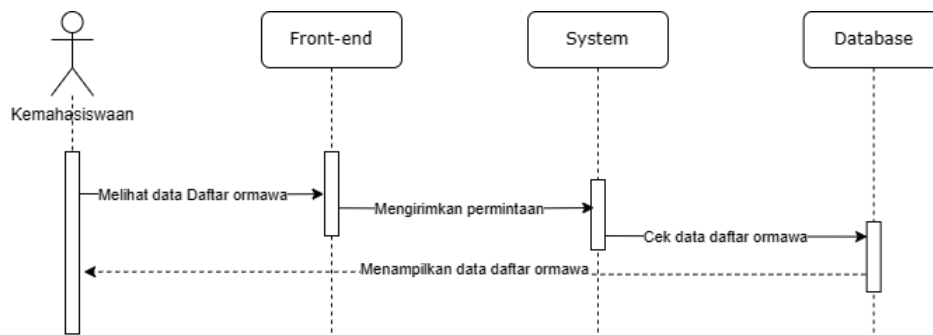 Front-end
System
Database
Kemahasiswaan
Melihat data Daftar ormawa
Mengirimkan permintaan
Cek data daftar ormawa
Menampilkan data daftar ormawa